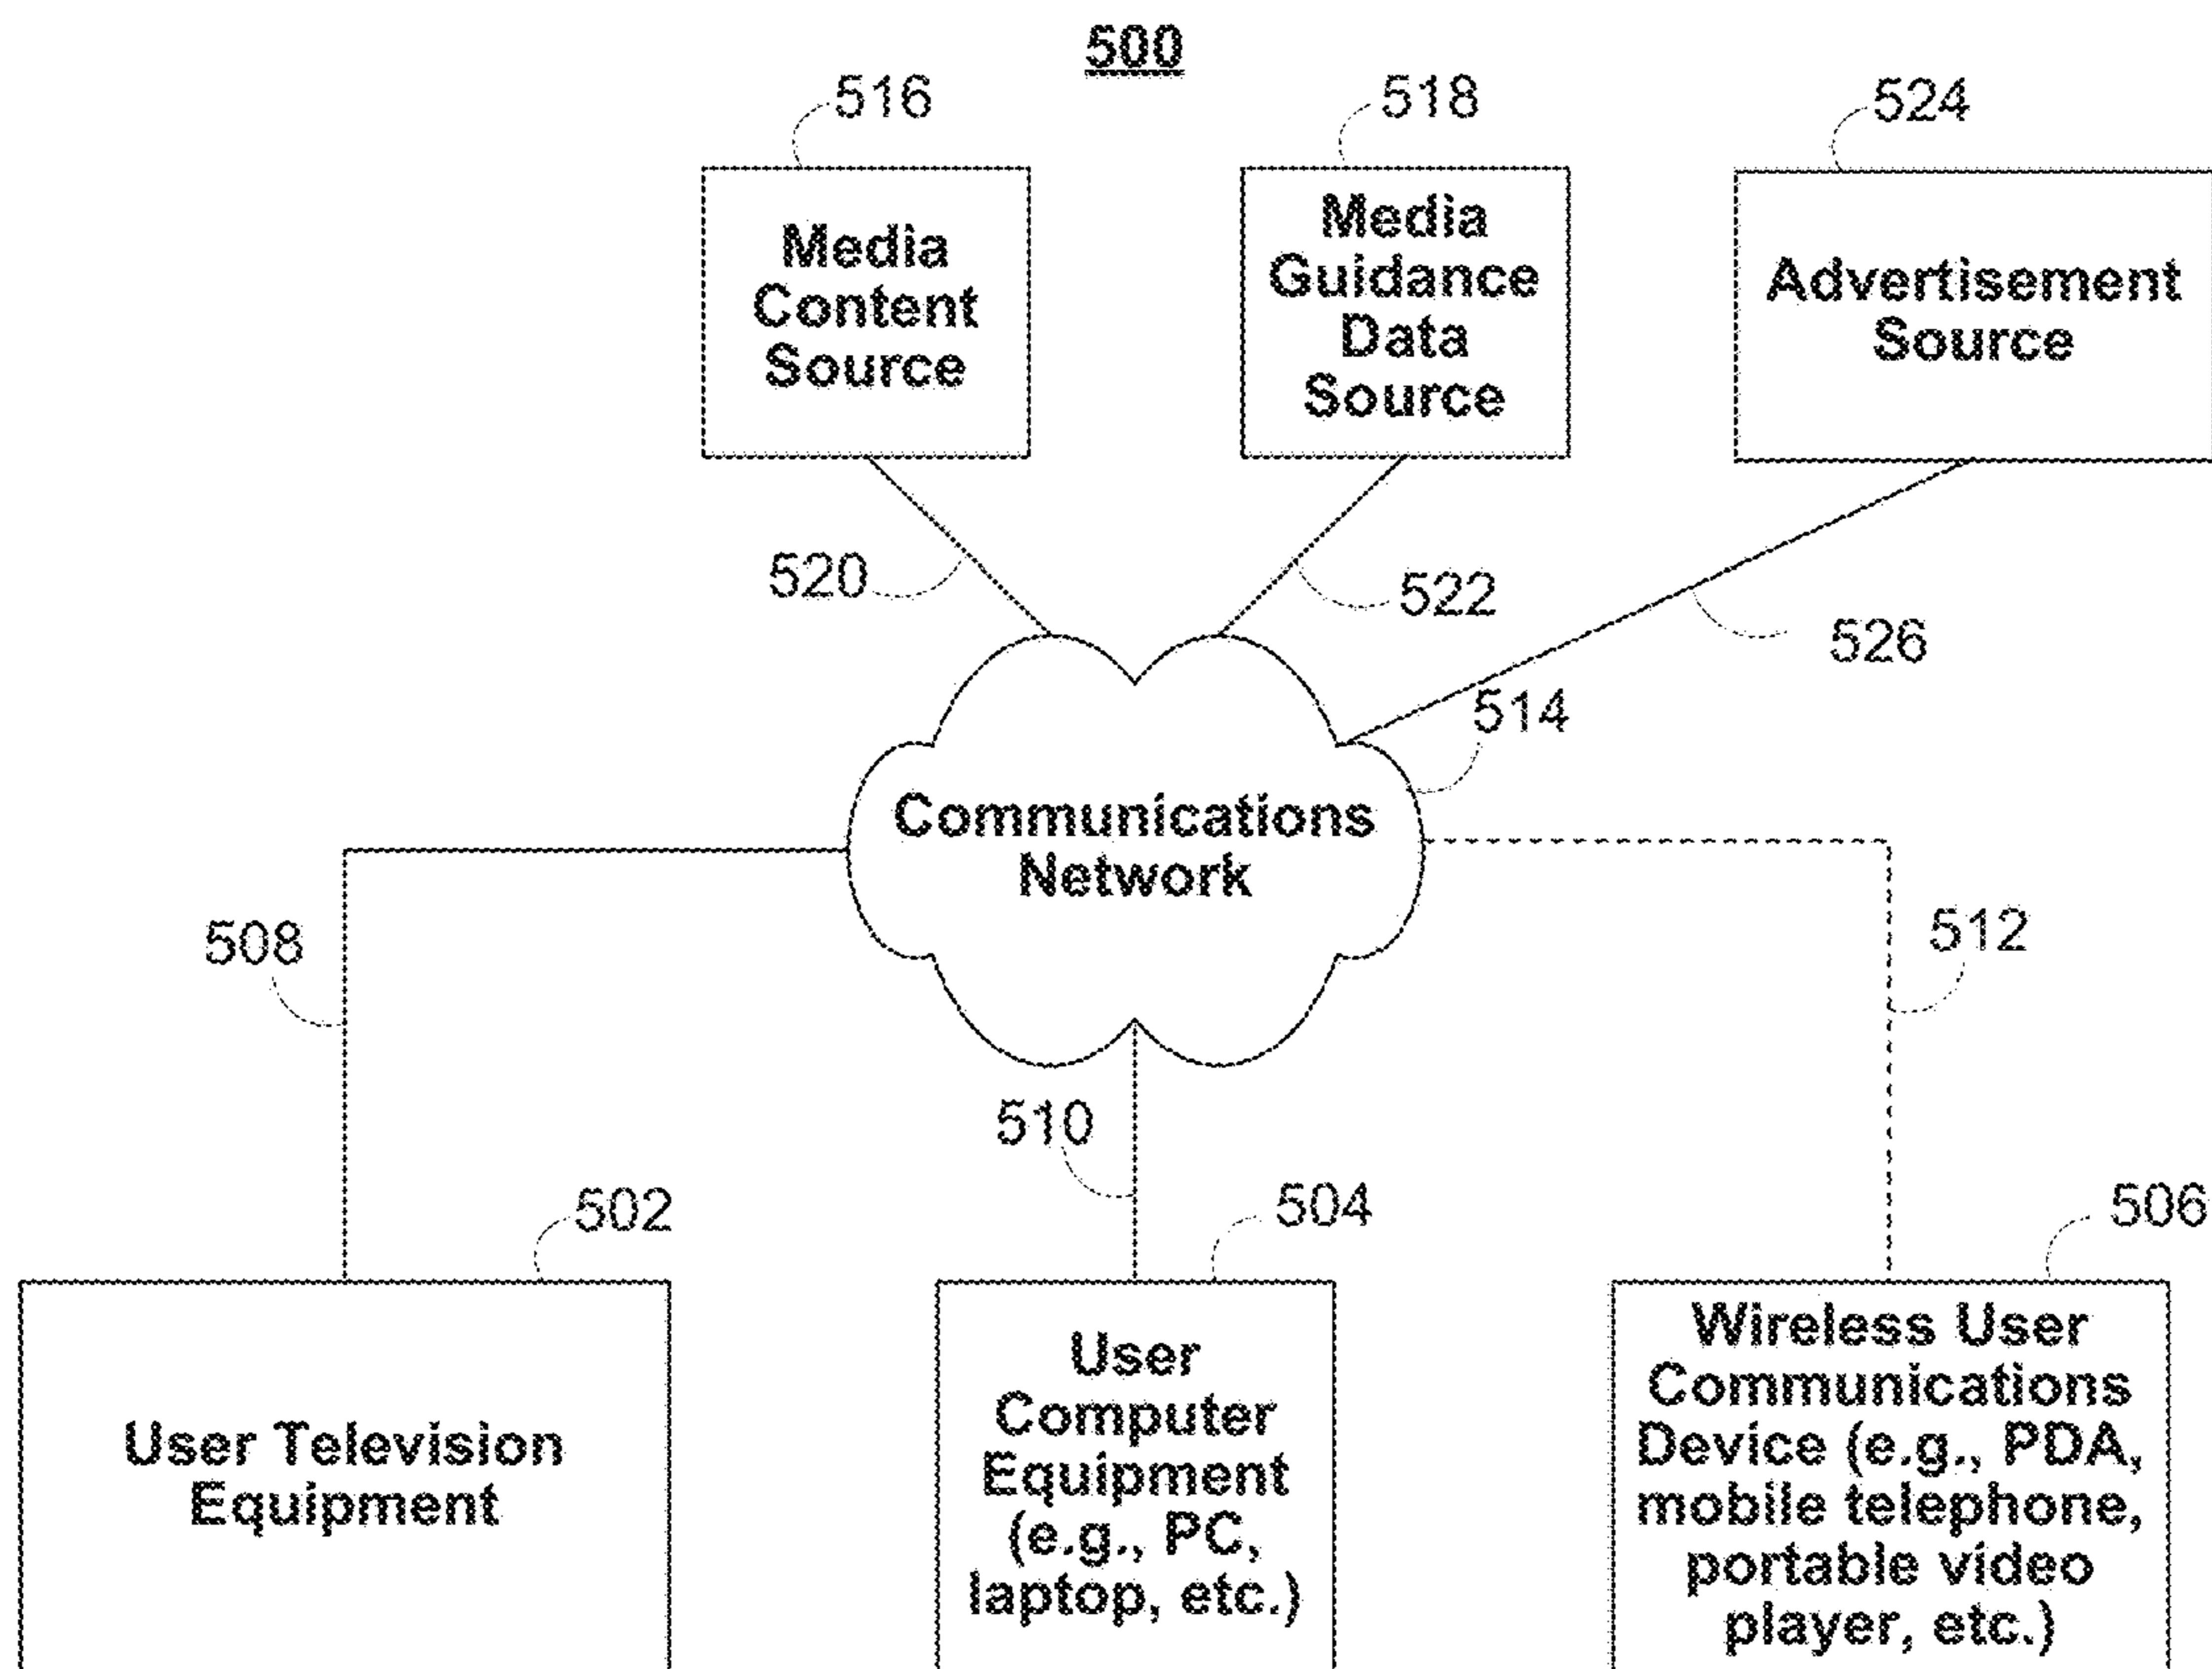 500
516
518
524
Media
Content
Source
Media
Guidance
Data
Source
Advertisement
Source
520
522
526
514
Communications
Network
508
512
510
502
504
506
User Television
Equipment
User
Computer
Equipment
(e.g., PC,
laptop, etc.)
Wireless User
Communications
Device (e.g., PDA,
mobile telephone,
portable video
player, etc.)